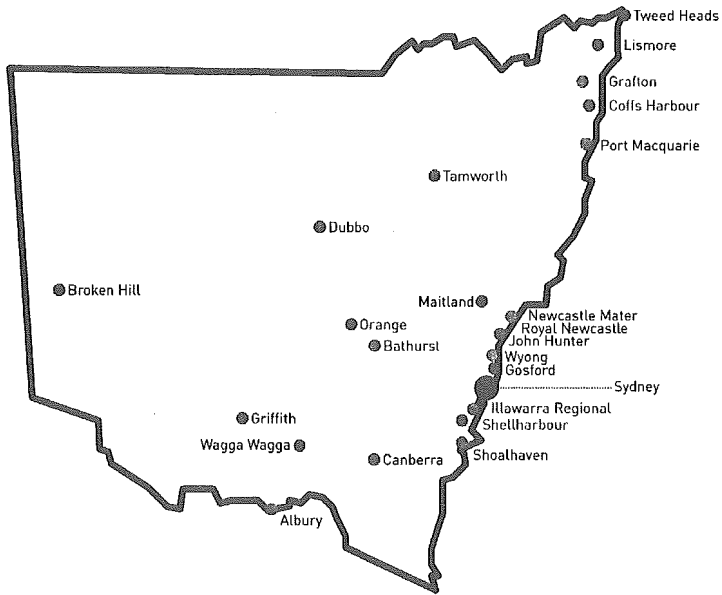 Tweed Heads
Lismore
Grafton
Coffs Harbour
Port Macquarie
Tamworth
Dubbo
Broken Hill
Maitland
Newcastle Mater
Orange
Royal Newcastle
John Hunter
Bathurst
Wyong
Gosford
Sydney
Illawarra Regional
Griffith
Shellharbour
Wagga Wagga
Shoalhaven
Canberra
Albury